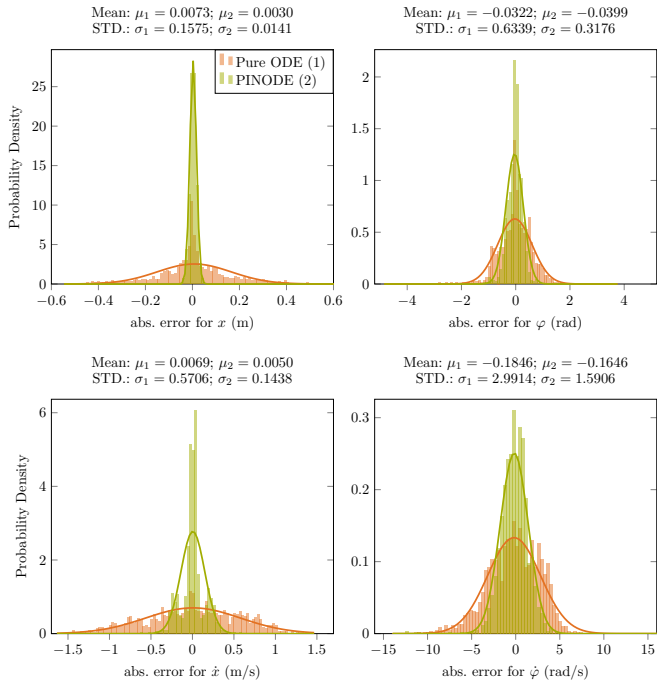 Mean: μ₁ = 0.0073; μ₂ = 0.0030
STD.: σ₁ = 0.1575; σ₂ = 0.0141
Pure ODE (1)
PINODE (2)
Probability Density
25
20
15
10
5
0
−0.6 −0.4 −0.2 0 0.2 0.4 0.6
abs. error for x (m)
Mean: μ₁ = −0.0322; μ₂ = −0.0399
STD.: σ₁ = 0.6339; σ₂ = 0.3176
2
1.5
1
0.5
0
−4 −2 0 2 4
abs. error for φ (rad)
Mean: μ₁ = 0.0069; μ₂ = 0.0050
STD.: σ₁ = 0.5706; σ₂ = 0.1438
Probability Density
6
4
2
0
−1.5 −1 −0.5 0 0.5 1 1.5
abs. error for ẋ (m/s)
Mean: μ₁ = −0.1846; μ₂ = −0.1646
STD.: σ₁ = 2.9914; σ₂ = 1.5906
0.3
0.2
0.1
0
−15 −10 −5 0 5 10 15
abs. error for φ̇ (rad/s)